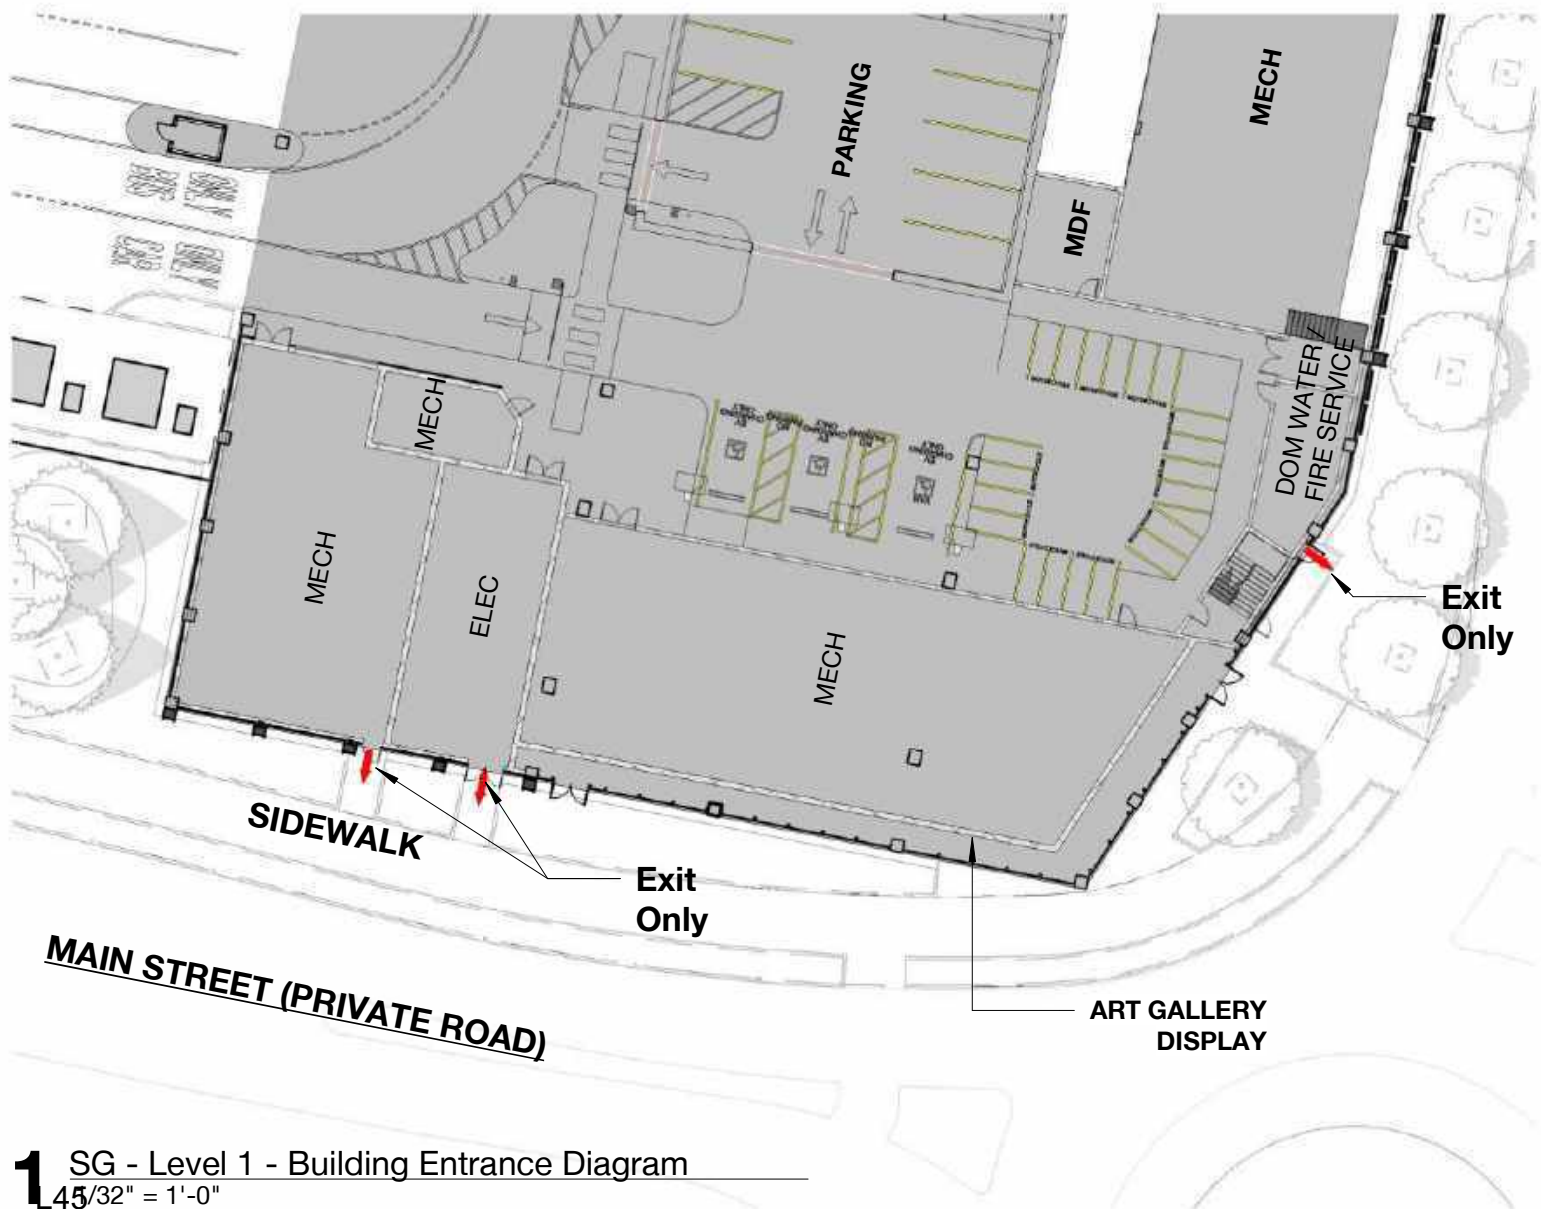 MECH
PARKING
MDF
DOM WATER/
FIRE SERVICE
MECH
MECH
ELEC
MECH
Exit
Only
SIDEWALK
Exit
Only
MAIN STREET (PRIVATE ROAD)
ART GALLERY
DISPLAY
1
SG - Level 1 - Building Entrance Diagram
L45
/32" = 1'-0"